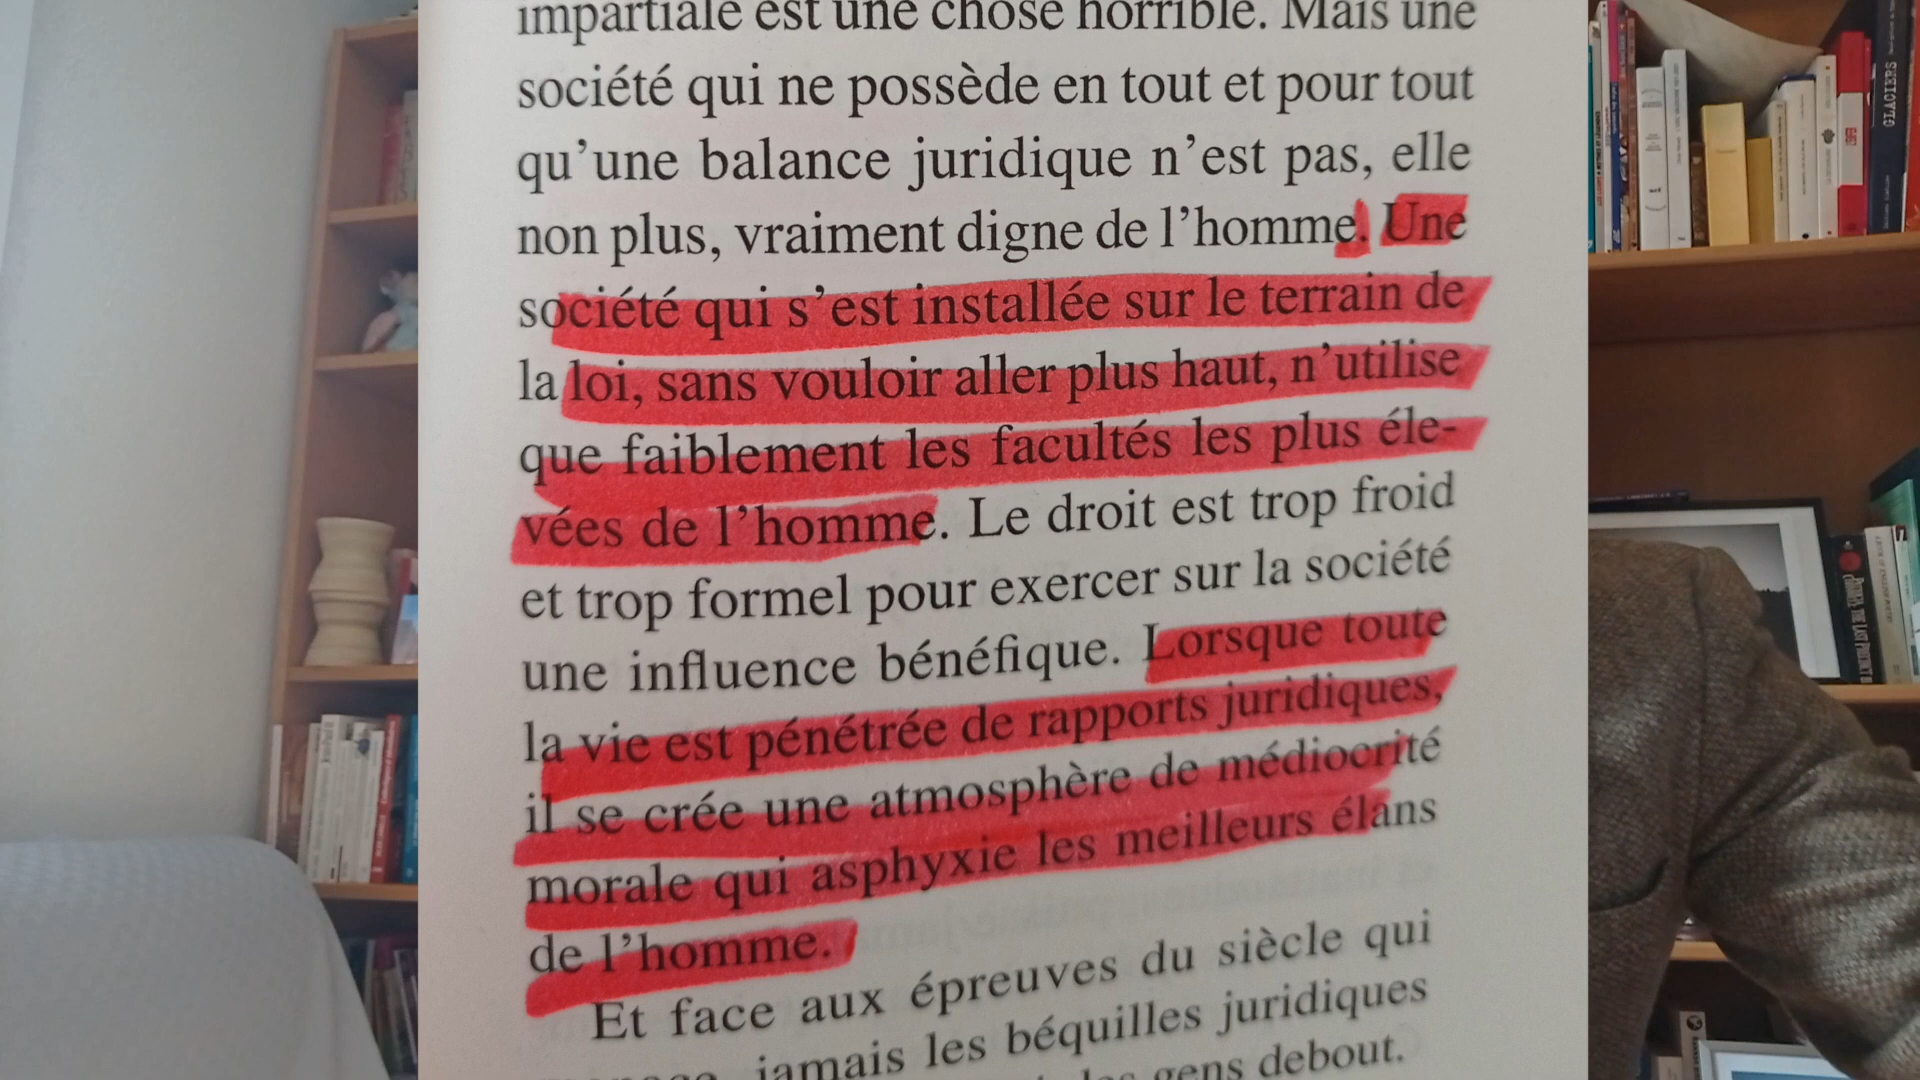 impartiale est une chose horrible. Mais une
société qui ne possède en tout et pour tout
qu’une balance juridique n’est pas, elle
non plus, vraiment digne de l’homme. Une
société qui s’est installée sur le terrain de
la loi, sans vouloir aller plus haut, n’utilise
que faiblement les facultés les plus éle-
vées de l’homme. Le droit est trop froid
et trop formel pour exercer sur la société
une influence bénéfique. Lorsque toute
la vie est pénétrée de rapports juridiques,
il se crée une atmosphère de médiocrité
morale qui asphyxie les meilleurs élans
de l’homme.
Et face aux épreuves du siècle qui
jamais les béquilles juridiques
gens debout.
GLACIERS